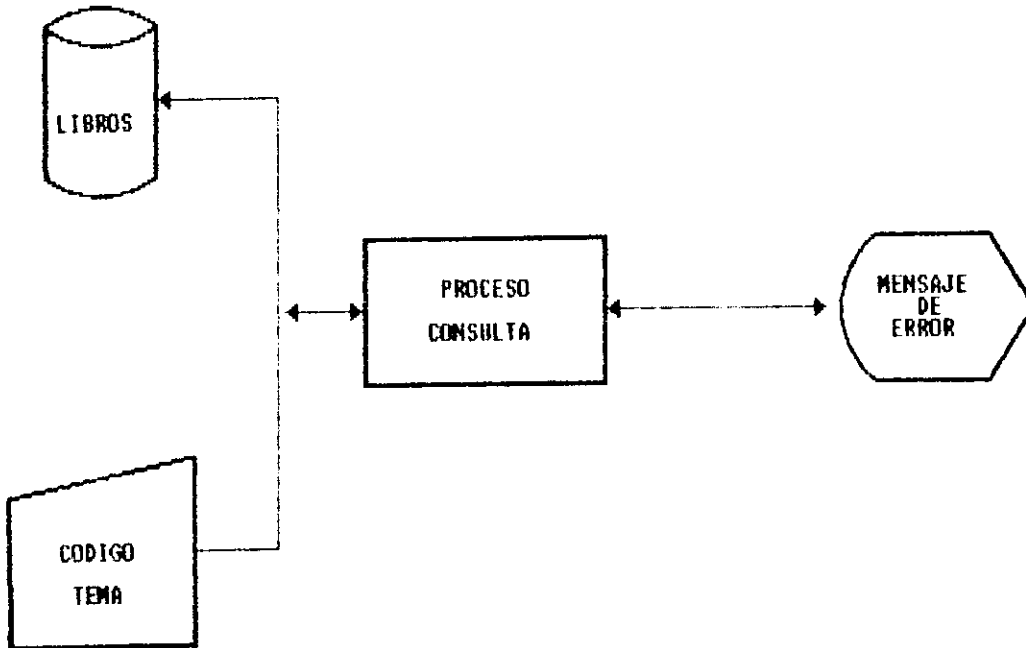 LIBROS
PROCESO
CONSULTA
MENSAJE
DE
ERROR
CODIGO
TEMA